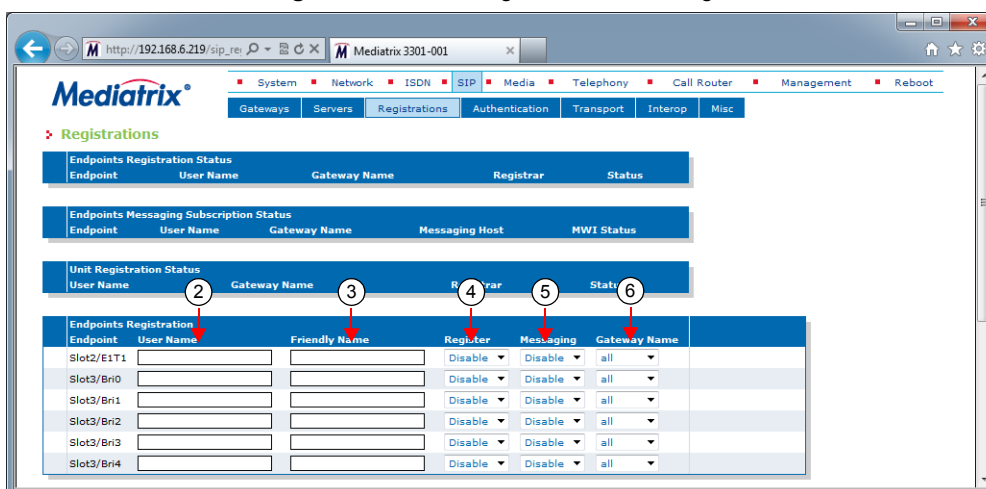 http://192.168.6.219/sip_re
Mediatrix 3301-001
Mediatrix®
System Network ISDN SIP Media Telephony Call Router Management Reboot
Gateways Servers Registrations Authentication Transport Interop Misc
Registrations
Endpoints Registration Status
Endpoint User Name Gateway Name Registrar Status
Endpoints Messaging Subscription Status
Endpoint User Name Gateway Name Messaging Host MWI Status
Unit Registration Status
User Name Gateway Name Registrar Status
2 3 4 5 6
Endpoints Registration
Endpoint User Name Friendly Name Register Messaging Gateway Name
Slot2/E1T1 Disable Disable all
Slot3/Bri0 Disable Disable all
Slot3/Bri1 Disable Disable all
Slot3/Bri2 Disable Disable all
Slot3/Bri3 Disable Disable all
Slot3/Bri4 Disable Disable all